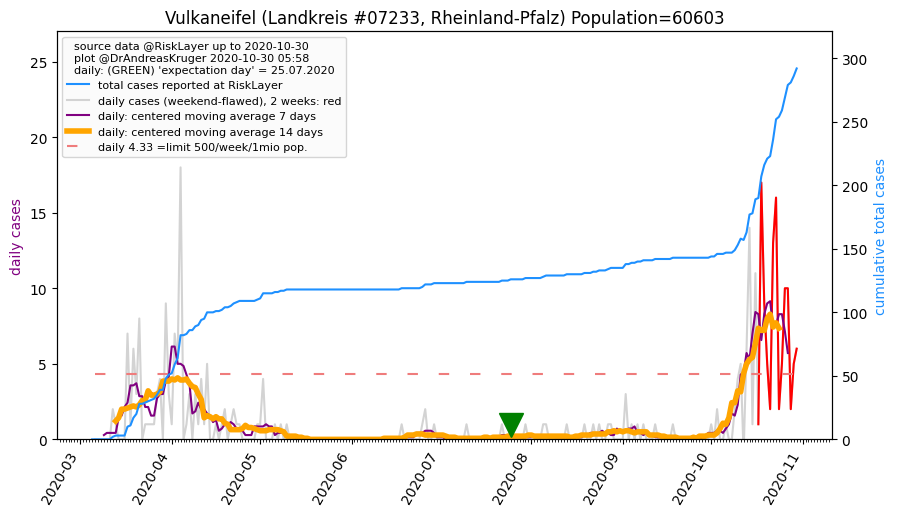 Vulkaneifel (Landkreis #07233, Rheinland-Pfalz) Population=60603
source data @RiskLayer up to 2020-10-30
plot @DrAndreasKruger 2020-10-30 05:58
daily: (GREEN) 'expectation day' = 25.07.2020
total cases reported at RiskLayer
daily cases (weekend-flawed), 2 weeks: red
daily: centered moving average 7 days
daily: centered moving average 14 days
daily 4.33 =limit 500/week/1mio pop.
daily cases
25
20
15
10
5
0
cumulative total cases
300
250
200
150
100
50
0
2020-03
2020-04
2020-05
2020-06
2020-07
2020-08
2020-09
2020-10
2020-11